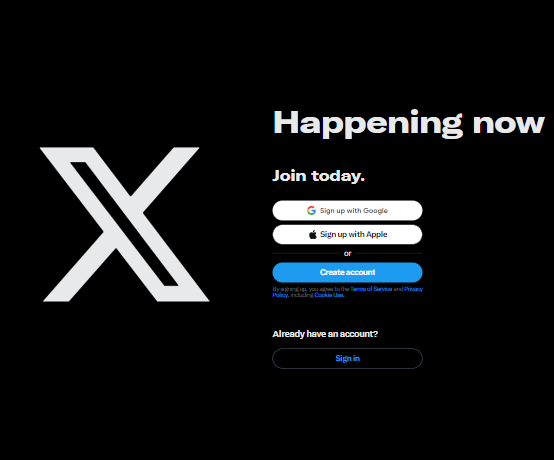 X
Happening now
Join today.
Sign up with Google
Sign up with Apple
or
Create account
By signing up, you agree to the Terms of Service and Privacy
Policy, including Cookie Use.
Already have an account?
Sign in